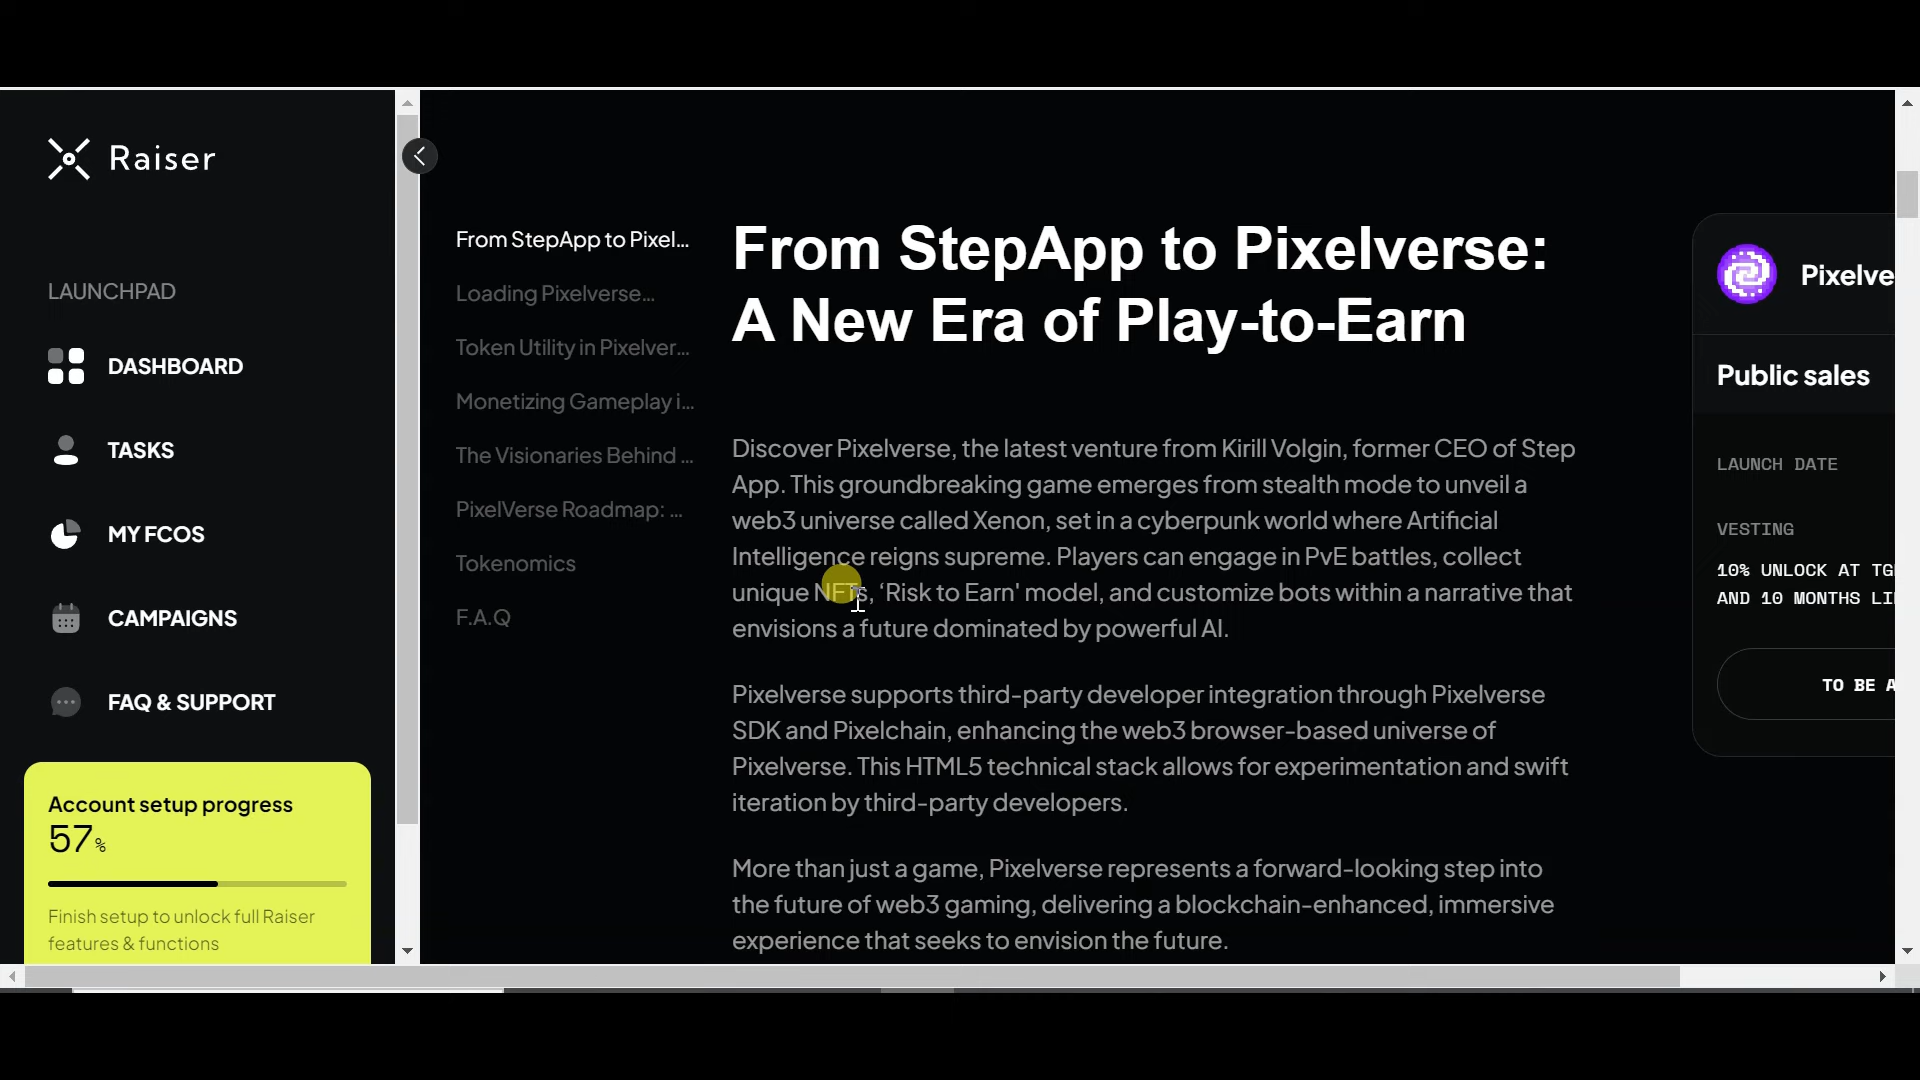 Raiser
LAUNCHPAD
DASHBOARD
TASKS
MY FCOS
CAMPAIGNS
FAQ & SUPPORT
Account setup progress
57%
Finish setup to unlock full Raiser
features & functions
From StepApp to Pixel...
Loading Pixelverse...
Token Utility in Pixelver...
Monetizing Gameplay i...
The Visionaries Behind ...
PixelVerse Roadmap: ...
Tokenomics
F.A.Q
From StepApp to Pixelverse:
A New Era of Play-to-Earn
Discover Pixelverse, the latest venture from Kirill Volgin, former CEO of Step
App. This groundbreaking game emerges from stealth mode to unveil a
web3 universe called Xenon, set in a cyberpunk world where Artificial
Intelligence reigns supreme. Players can engage in PvE battles, collect
unique NFTs, ‘Risk to Earn' model, and customize bots within a narrative that
envisions a future dominated by powerful AI.
Pixelverse supports third-party developer integration through Pixelverse
SDK and Pixelchain, enhancing the web3 browser-based universe of
Pixelverse. This HTML5 technical stack allows for experimentation and swift
iteration by third-party developers.
More than just a game, Pixelverse represents a forward-looking step into
the future of web3 gaming, delivering a blockchain-enhanced, immersive
experience that seeks to envision the future.
Pixelve
Public sales
LAUNCH DATE
VESTING
10% UNLOCK AT TG
AND 10 MONTHS LI
TO BE A